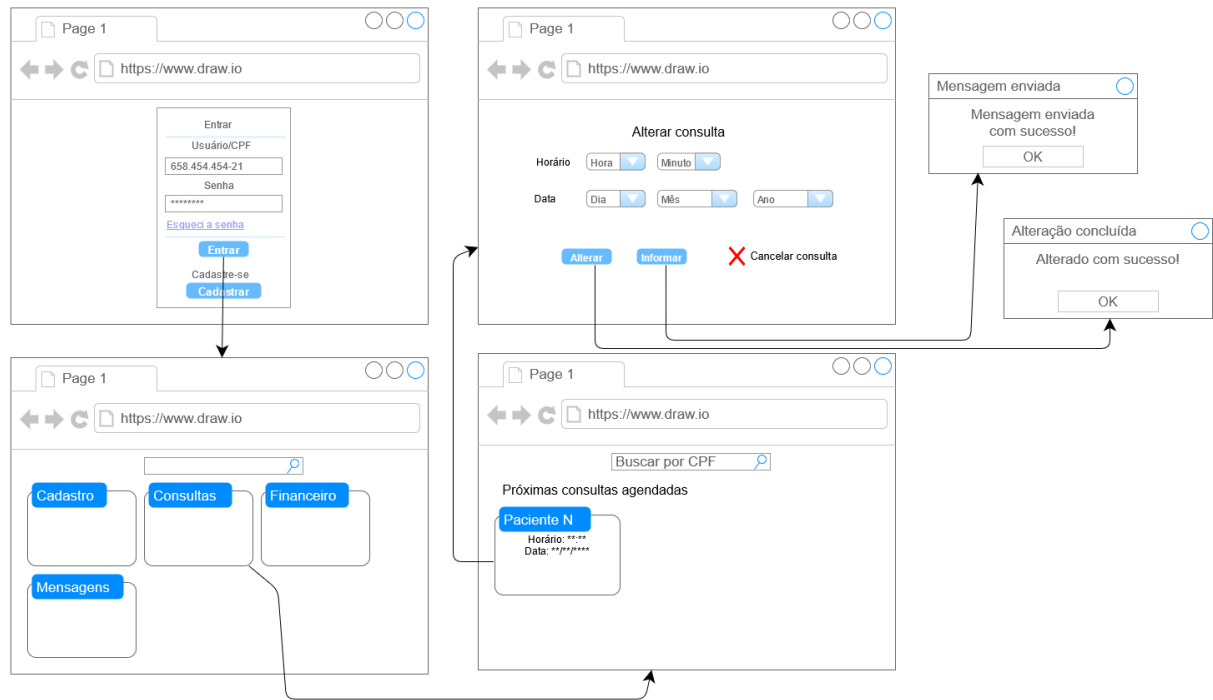 Page 1
https://www.draw.io
Entrar
Usuário/CPF
658.454.454-21
Senha
********
Esqueci a senha
Entrar
Cadastre-se
Cadastrar
Page 1
https://www.draw.io
Alterar consulta
Horário Hora Minuto
Data Dia Mês Ano
Alterar Informar Cancelar consulta
Mensagem enviada
Mensagem enviada
com sucesso!
OK
Alteração concluída
Alterado com sucesso!
OK
Page 1
https://www.draw.io
Cadastro Consultas Financeiro
Mensagens
Page 1
https://www.draw.io
Buscar por CPF
Próximas consultas agendadas
Paciente N
Horário: **:**
Data: **/**/****